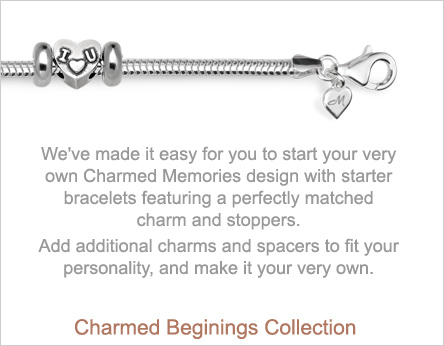 I U
M
We've made it easy for you to start your very
own Charmed Memories design with starter
bracelets featuring a perfectly matched
charm and stoppers.
Add additional charms and spacers to fit your
personality, and make it your very own.
Charmed Beginings Collection